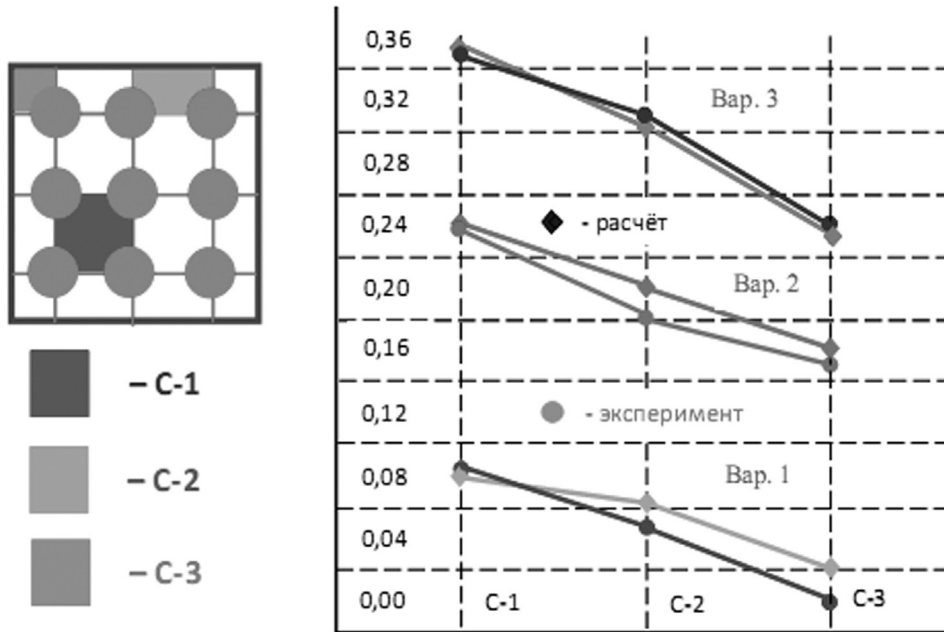 – С-1
– С-2
– С-3
0,36
0,32
0,28
0,24
0,20
0,16
0,12
0,08
0,04
0,00
Вар. 3
- расчёт
Вар. 2
- эксперимент
Вар. 1
С-1
С-2
С-3